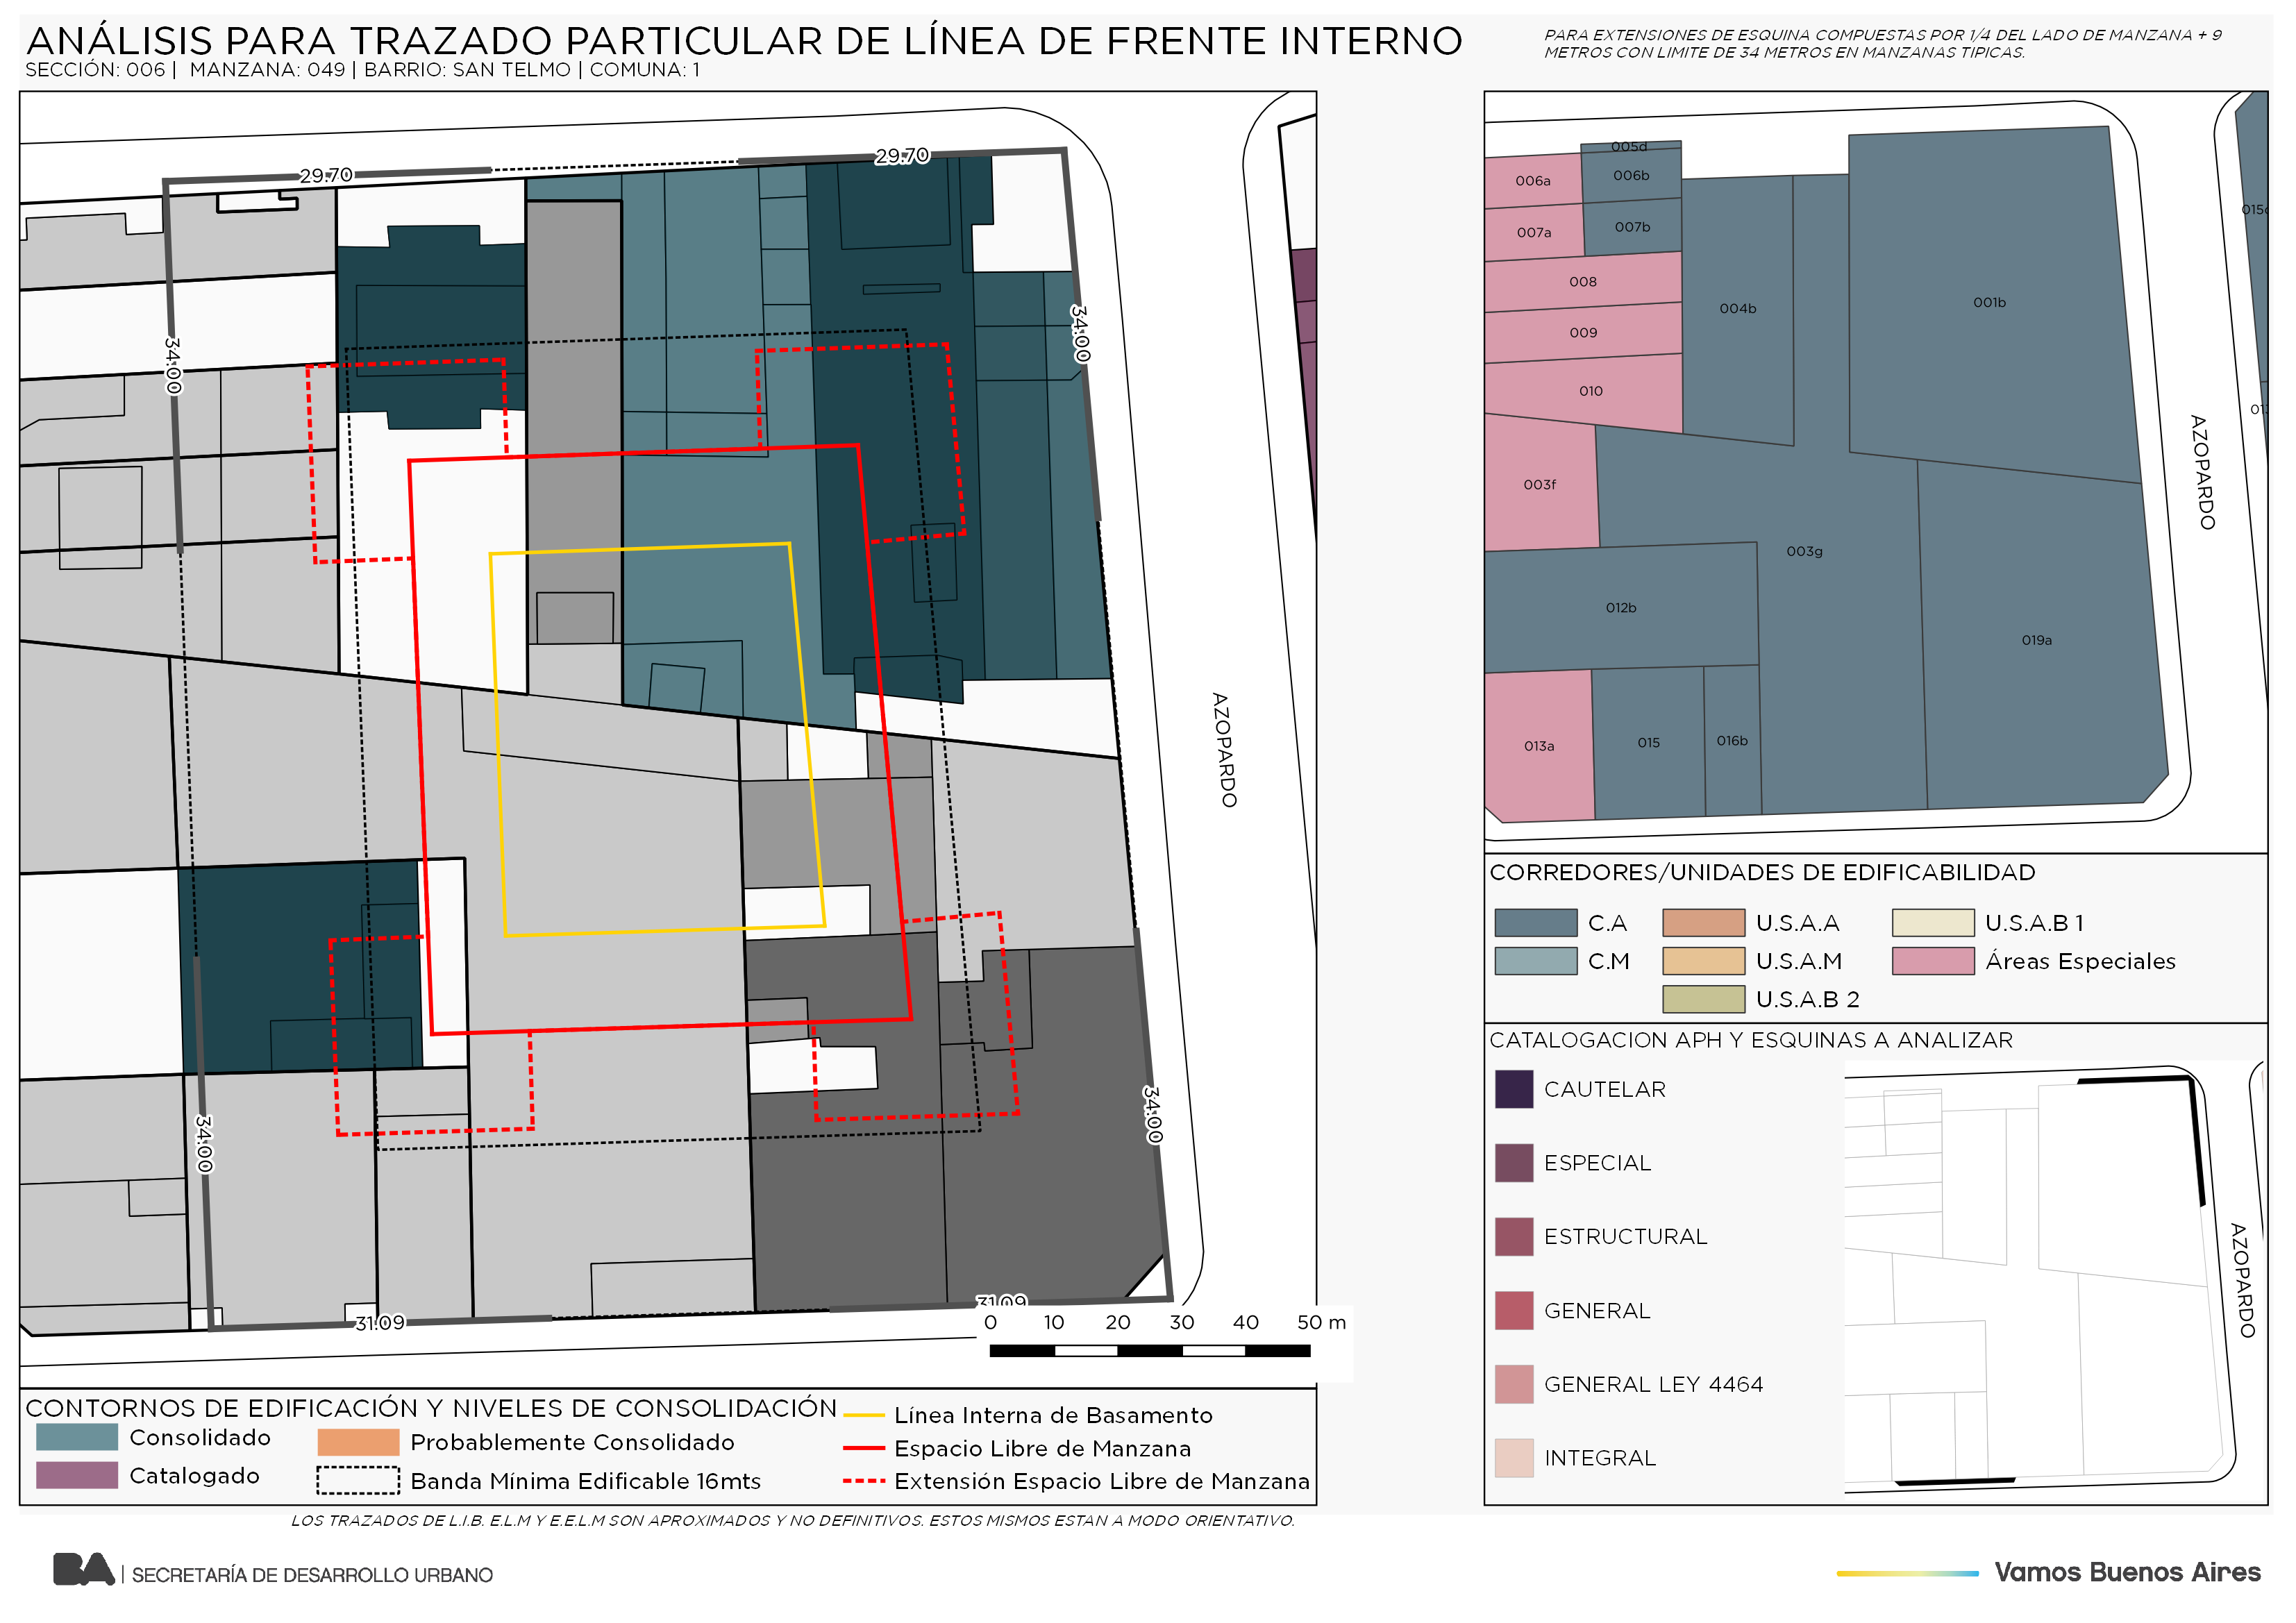 ANÁLISIS PARA TRAZADO PARTICULAR DE LÍNEA DE FRENTE INTERNO
SECCIÓN: 006 | MANZANA: 049 | BARRIO: SAN TELMO | COMUNA: 1
PARA EXTENSIONES DE ESQUINA COMPUESTAS POR 1/4 DEL LADO DE MANZANA + 9
METROS CON LIMITE DE 34 METROS EN MANZANAS TIPICAS.
29.70
29.70
34.00
34.00
AZOPARDO
34.00
34.00
31.09
31.09
0 10 20 30 40 50 m
005d
006a
006b
007a
007b
008
009
010
004b
001b
003f
003g
012b
019a
013a
015
016b
AZOPARDO
CONTORNOS DE EDIFICACIÓN Y NIVELES DE CONSOLIDACIÓN
Consolidado
Catalogado
Probablemente Consolidado
Banda Mínima Edificable 16mts
Línea Interna de Basamento
Espacio Libre de Manzana
Extensión Espacio Libre de Manzana
CORREDORES/UNIDADES DE EDIFICABILIDAD
C.A
C.M
U.S.A.A
U.S.A.M
U.S.A.B 2
U.S.A.B 1
Áreas Especiales
CATALOGACION APH Y ESQUINAS A ANALIZAR
CAUTELAR
ESPECIAL
ESTRUCTURAL
GENERAL
GENERAL LEY 4464
INTEGRAL
AZOPARDO
LOS TRAZADOS DE L.I.B. E.L.M Y E.E.L.M SON APROXIMADOS Y NO DEFINITIVOS. ESTOS MISMOS ESTAN A MODO ORIENTATIVO.
BA | SECRETARÍA DE DESARROLLO URBANO
Vamos Buenos Aires